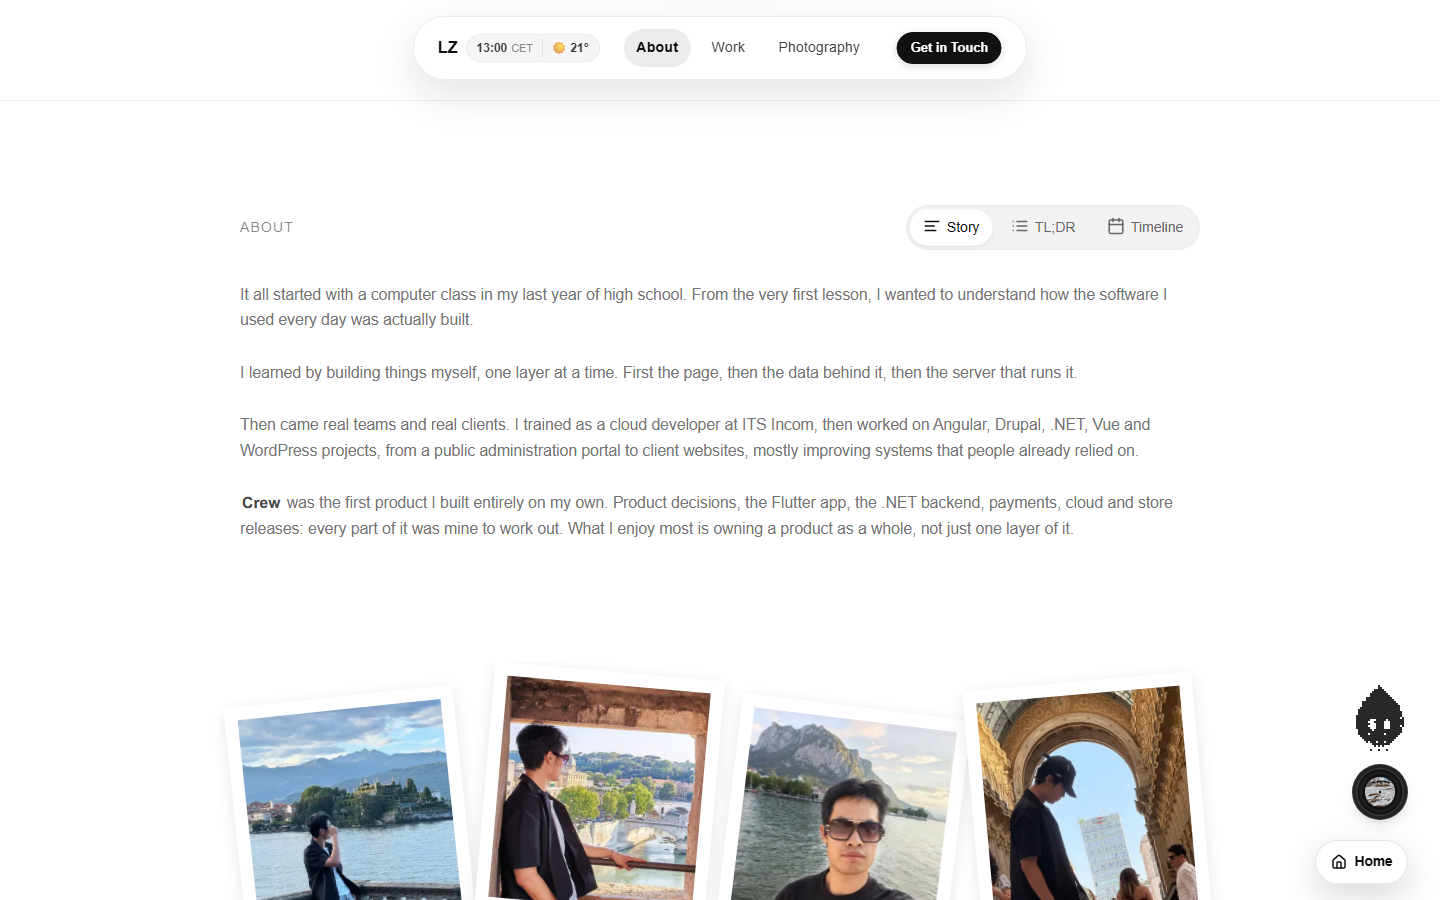 LZ 13:00 CET 21° About Work Photography Get in Touch
ABOUT
Story TL;DR Timeline
It all started with a computer class in my last year of high school. From the very first lesson, I wanted to understand how the software I
used every day was actually built.
I learned by building things myself, one layer at a time. First the page, then the data behind it, then the server that runs it.
Then came real teams and real clients. I trained as a cloud developer at ITS Incom, then worked on Angular, Drupal, .NET, Vue and
WordPress projects, from a public administration portal to client websites, mostly improving systems that people already relied on.
Crew was the first product I built entirely on my own. Product decisions, the Flutter app, the .NET backend, payments, cloud and store
releases: every part of it was mine to work out. What I enjoy most is owning a product as a whole, not just one layer of it.
Home